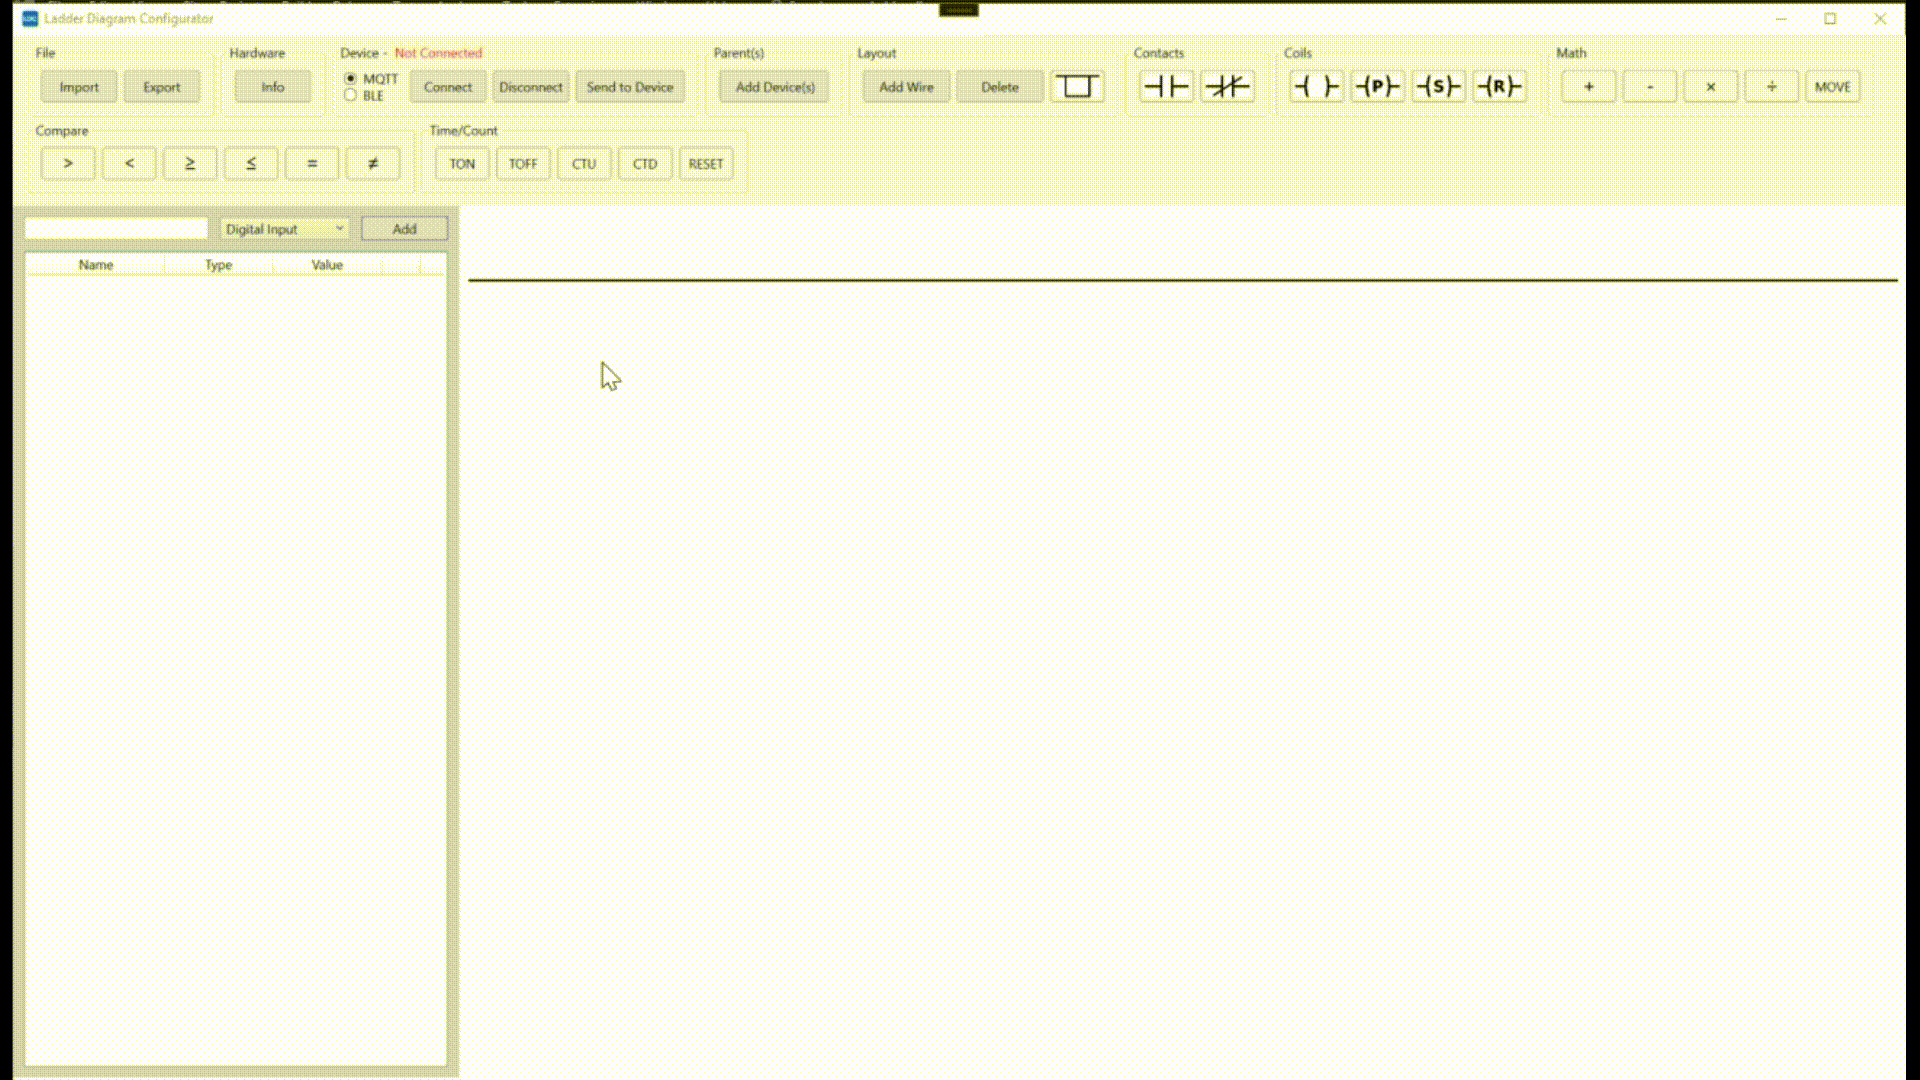 Ladder Diagram Configurator
File
Hardware
Device - Not Connected
Parent(s)
Layout
Contacts
Coils
Math
Import
Export
Info
MQTT
BLE
Connect
Disconnect
Send to Device
Add Device(s)
Add Wire
Delete
( )
(P)
(S)
(R)
+
-
×
÷
MOVE
Compare
Time/Count
>
<
≥
≤
=
≠
TON
TOFF
CTU
CTD
RESET
Digital Input
Add
Name
Type
Value